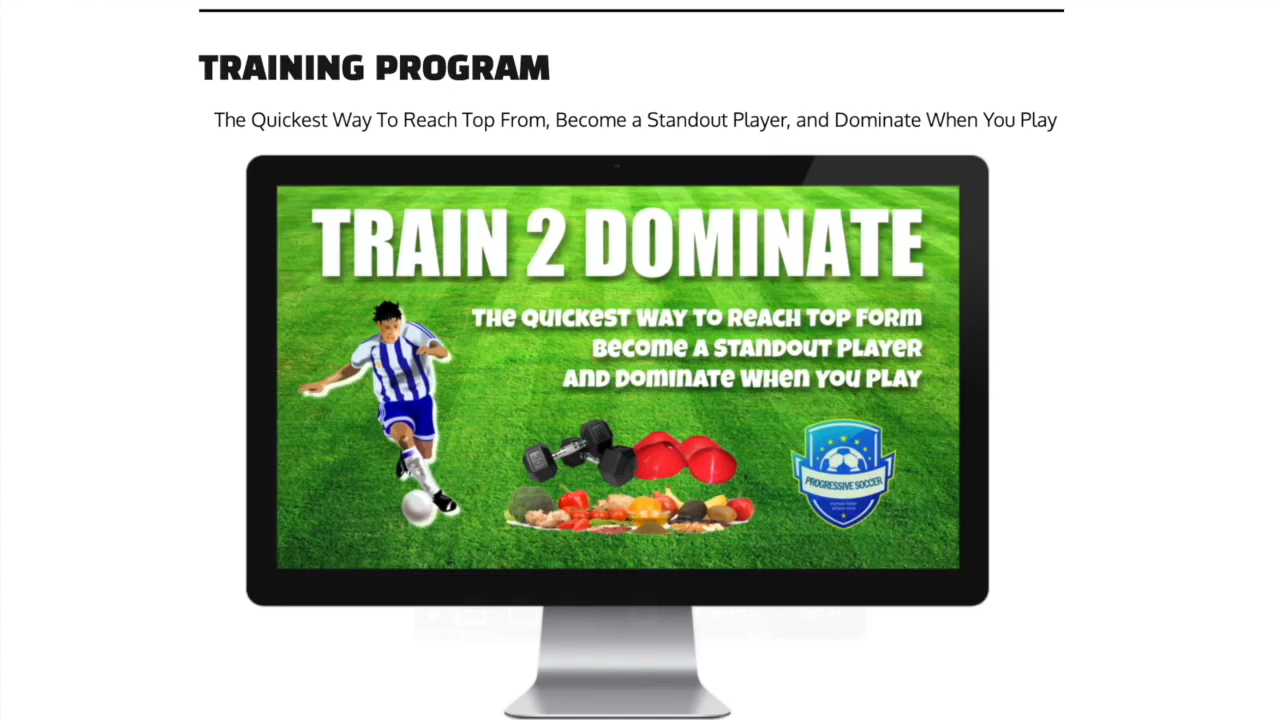 TRAINING PROGRAM
The Quickest Way To Reach Top From, Become a Standout Player, and Dominate When You Play
TRAIN 2 DOMINATE
THE QUICKEST WAY TO REACH TOP FORM
BECOME A STANDOUT PLAYER
AND DOMINATE WHEN YOU PLAY
PROGRESSIVE SOCCER